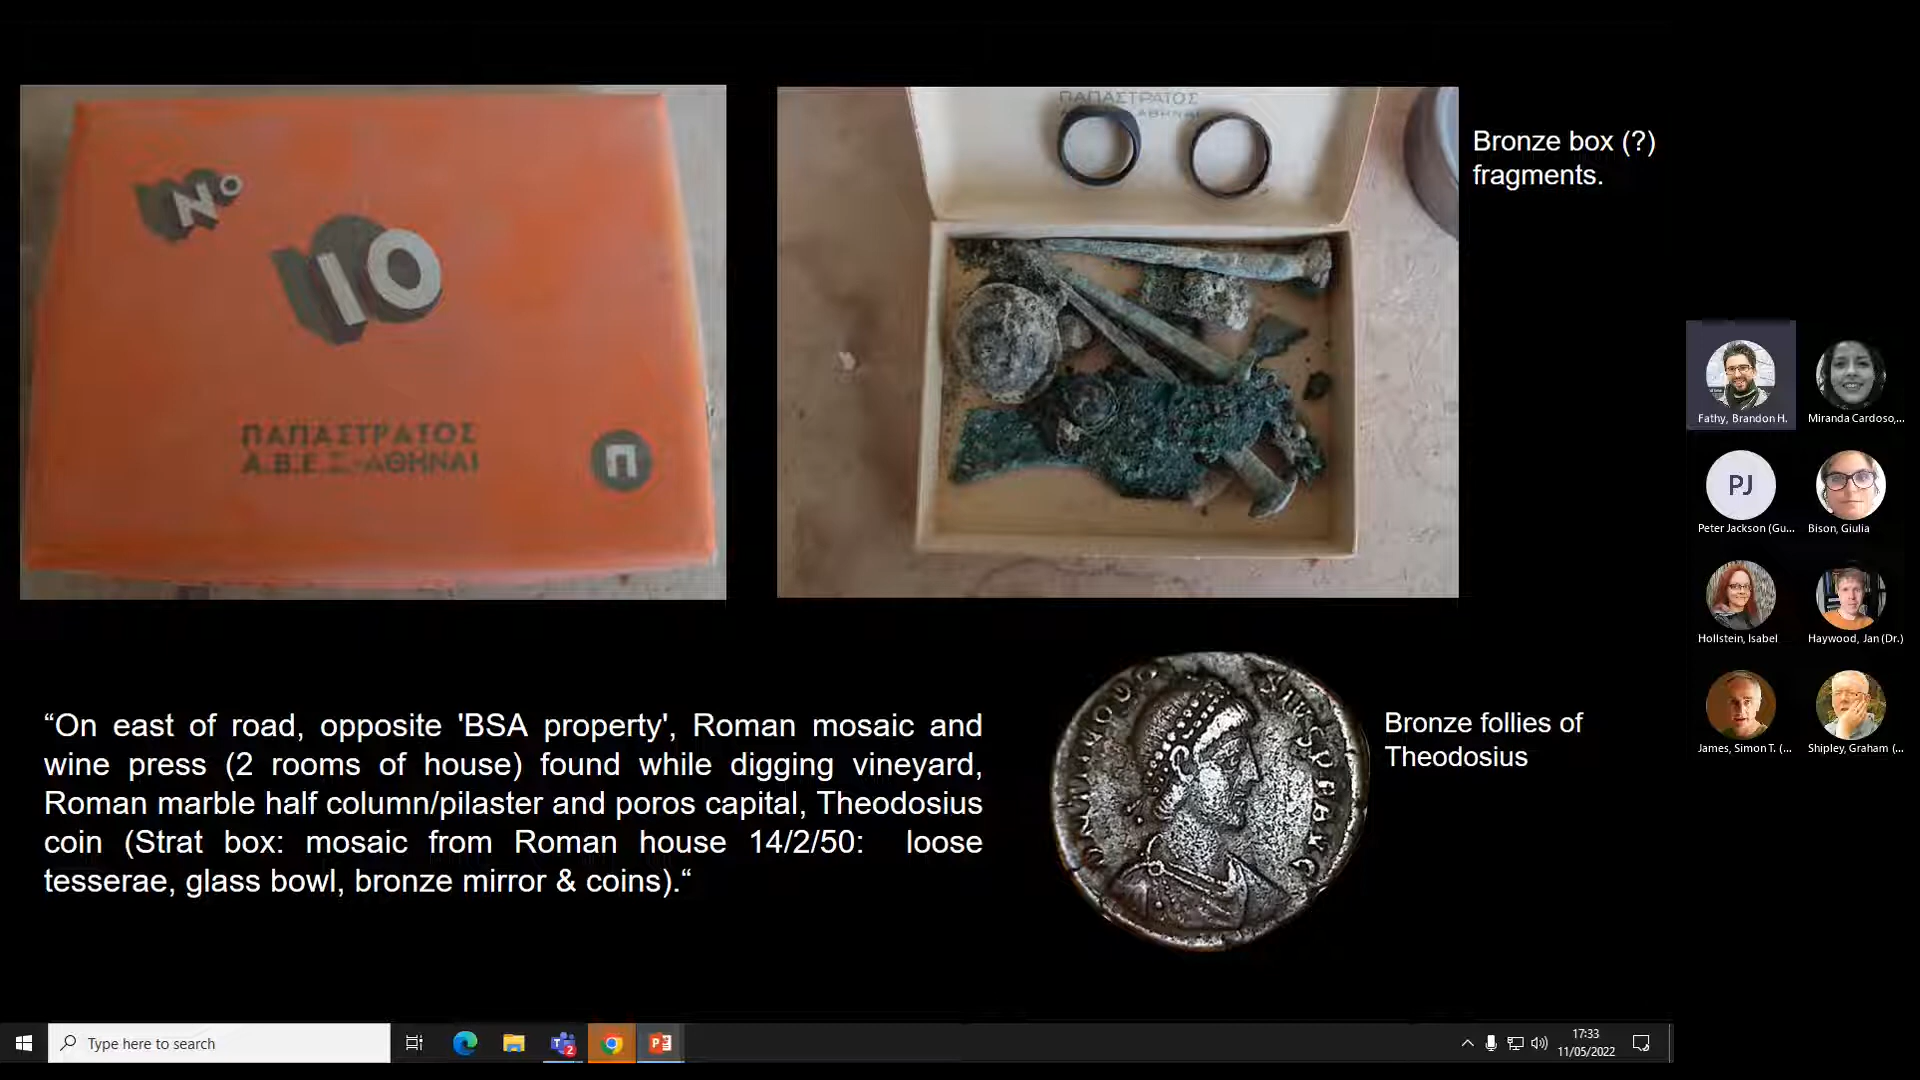 Nº
10
ΠΑΠΑΣΤΡΑΤΟΣ
Α.Β.Ε.Σ-ΑΘΗΝΑΙ
Π
ΠΑΠΑΣΤΡΑΤΟΣ
ΑΘΗΝΑΙ
Bronze box (?)
fragments.
“On east of road, opposite 'BSA property', Roman mosaic and
wine press (2 rooms of house) found while digging vineyard,
Roman marble half column/pilaster and poros capital, Theodosius
coin (Strat box: mosaic from Roman house 14/2/50: loose
tesserae, glass bowl, bronze mirror & coins).“
Bronze follies of
Theodosius
Fathy, Brandon H.
Miranda Cardoso,...
PJ
Peter Jackson (Gu...
Bison, Giulia
Hollstein, Isabel
Haywood, Jan (Dr.)
James, Simon T. (...
Shipley, Graham (...
Type here to search
2
17:33
11/05/2022